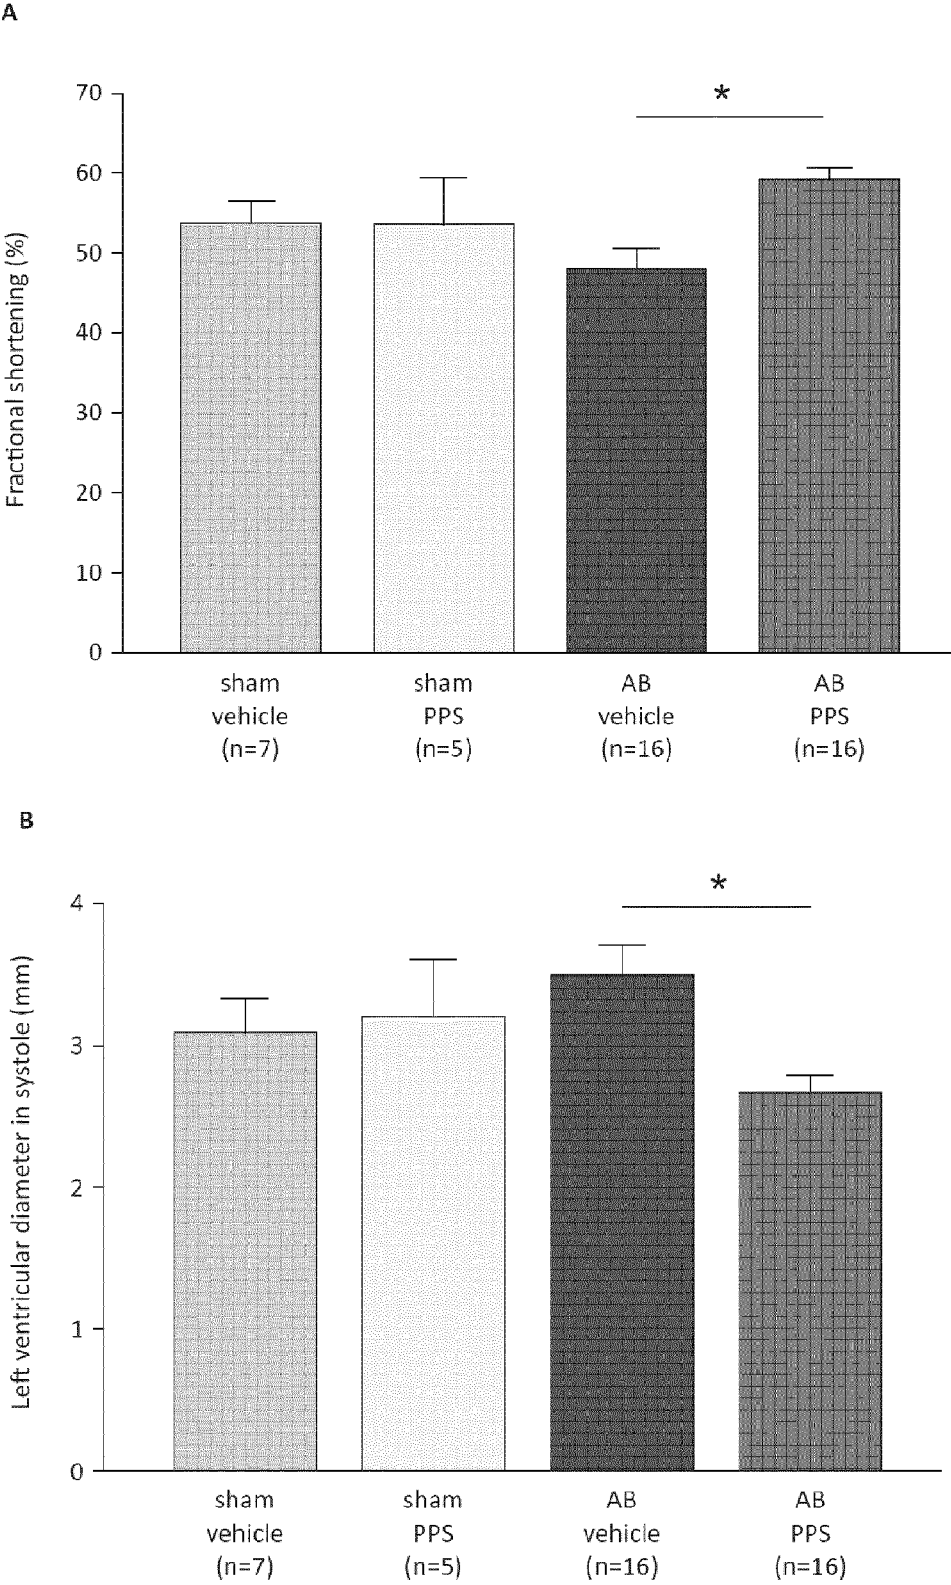 A
70
60
50
40
30
20
10
0
Fractional shortening (%)
*
sham
vehicle
(n=7)
sham
PPS
(n=5)
AB
vehicle
(n=16)
AB
PPS
(n=16)
B
4
3
2
1
0
Left ventricular diameter in systole (mm)
*
sham
vehicle
(n=7)
sham
PPS
(n=5)
AB
vehicle
(n=16)
AB
PPS
(n=16)